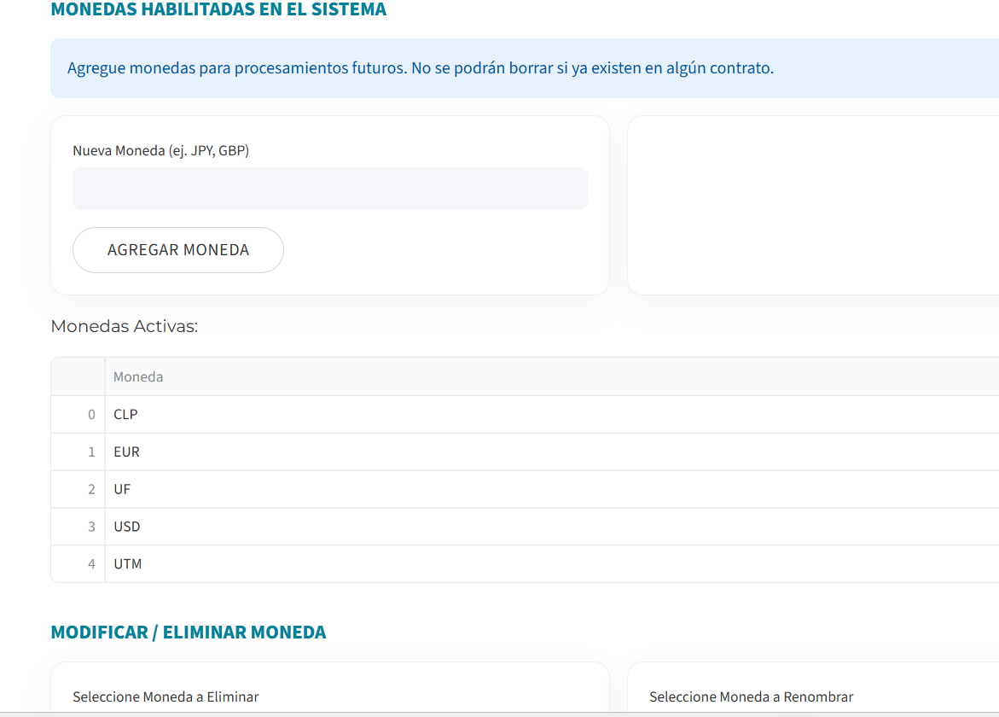 MONEDAS HABILITADAS EN EL SISTEMA
Agregue monedas para procesamientos futuros. No se podrán borrar si ya existen en algún contrato.
Nueva Moneda (ej. JPY, GBP)
AGREGAR MONEDA
Monedas Activas:
Moneda
0 CLP
1 EUR
2 UF
3 USD
4 UTM
MODIFICAR / ELIMINAR MONEDA
Seleccione Moneda a Eliminar
Seleccione Moneda a Renombrar